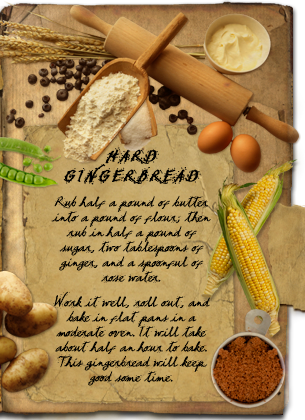 HARD
GINGERBREAD
Rub half a pound of butter
into a pound of flour; then
rub in half a pound of
sugar, two tablespoons of
ginger, and a spoonful of
rose water.
Work it well, roll out, and
bake in flat pans in a
moderate oven. It will take
about half an hour to bake.
This gingerbread will keep
good some time.